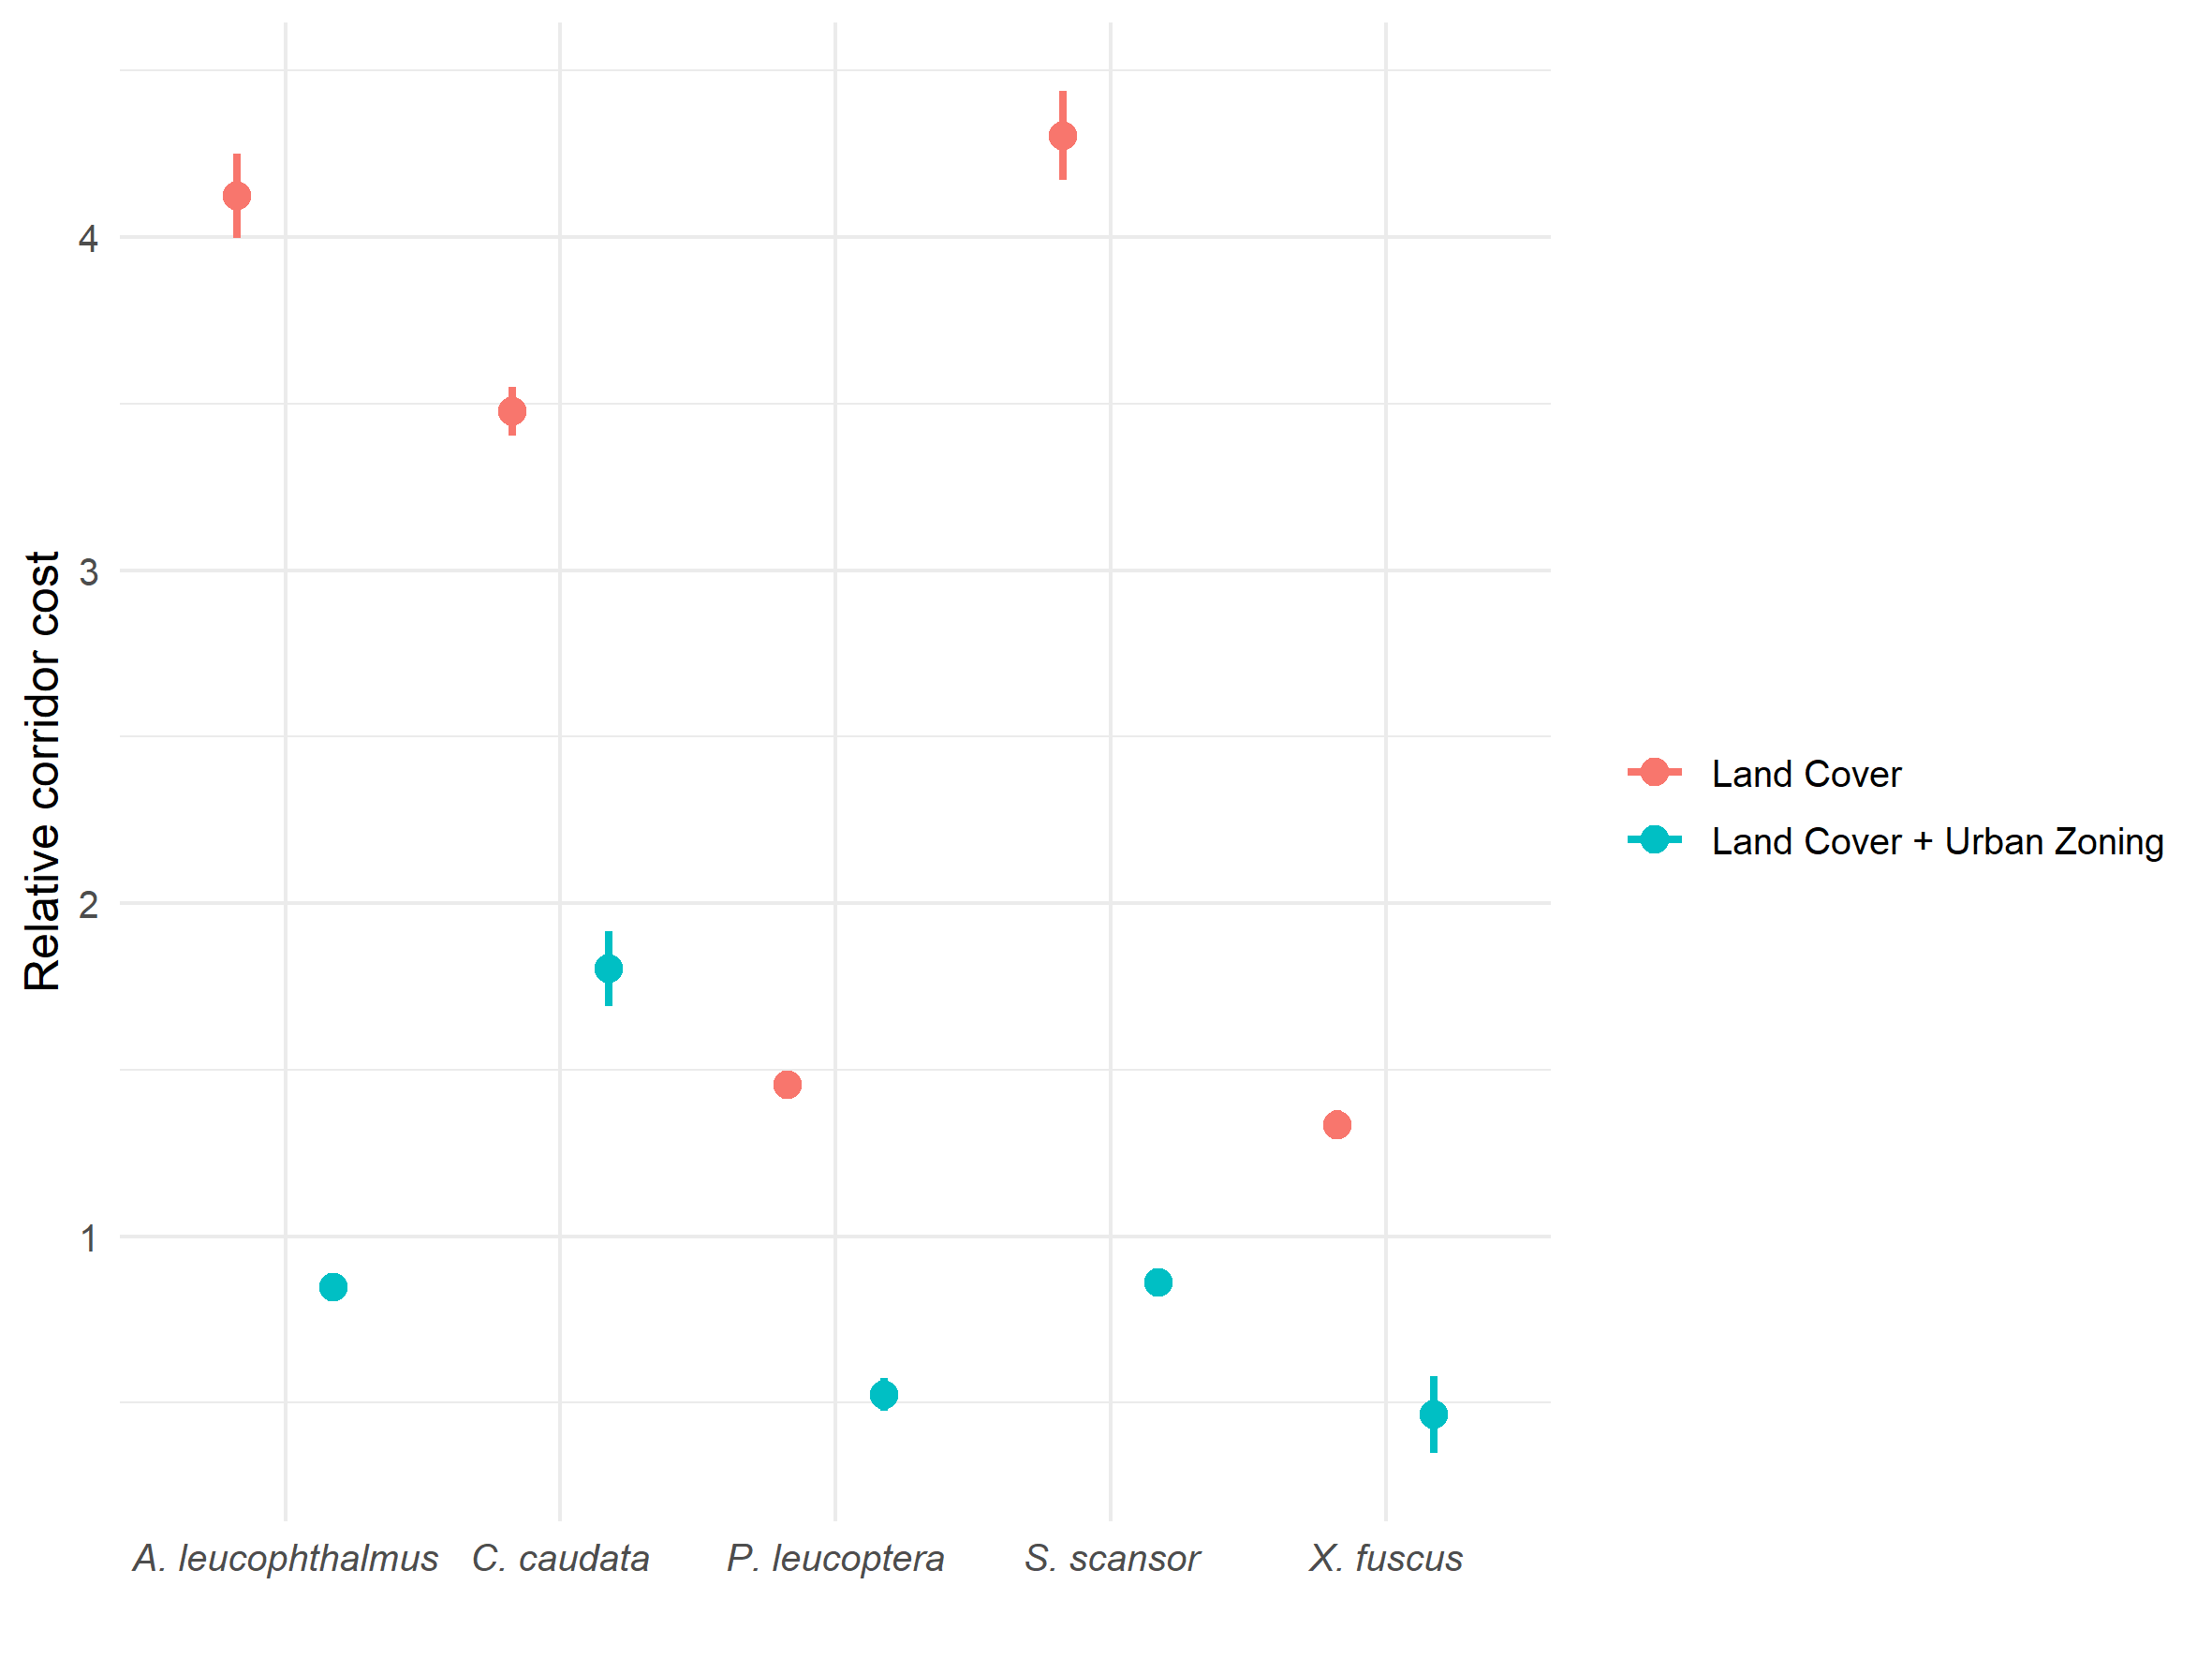 Relative corridor cost
4
3
2
1
A. leucophthalmus
C. caudata
P. leucoptera
S. scansor
X. fuscus
Land Cover
Land Cover + Urban Zoning